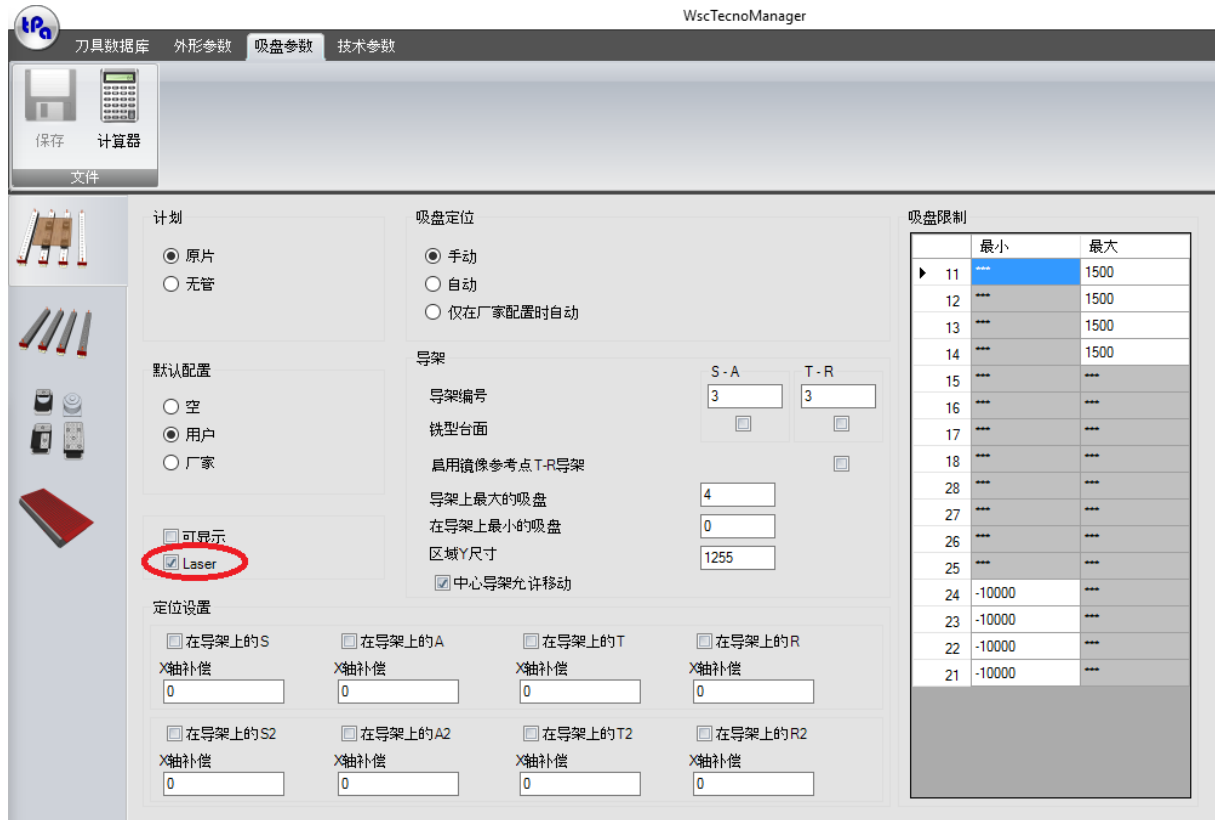 WscTecnoManager
tpa
刀具数据库 外形参数 吸盘参数 技术参数
保存 计算器
文件
计划
原片
无管
吸盘定位
手动
自动
仅在厂家配置时自动
默认配置
空
用户
厂家
可显示
Laser
导架
S - A T - R
导架编号 3 3
铣型台面
启用镜像参考点T-R导架
导架上最大的吸盘 4
在导架上最小的吸盘 0
区域Y尺寸 1255
中心导架允许移动
定位设置
在导架上的S 在导架上的A 在导架上的T 在导架上的R
X轴补偿 X轴补偿 X轴补偿 X轴补偿
0 0 0 0
在导架上的S2 在导架上的A2 在导架上的T2 在导架上的R2
X轴补偿 X轴补偿 X轴补偿 X轴补偿
0 0 0 0
吸盘限制
最小 最大
11 *** 1500
12 *** 1500
13 *** 1500
14 *** 1500
15 *** ***
16 *** ***
17 *** ***
18 *** ***
28 *** ***
27 *** ***
26 *** ***
25 *** ***
24 -10000 ***
23 -10000 ***
22 -10000 ***
21 -10000 ***